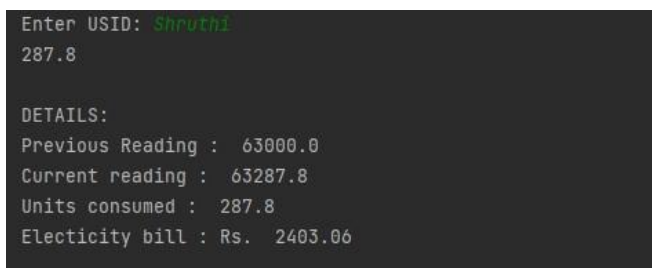 Enter USID: Shruthi
287.8
DETAILS:
Previous Reading :  63000.0
Current reading :  63287.8
Units consumed :  287.8
Electicity bill : Rs.  2403.06